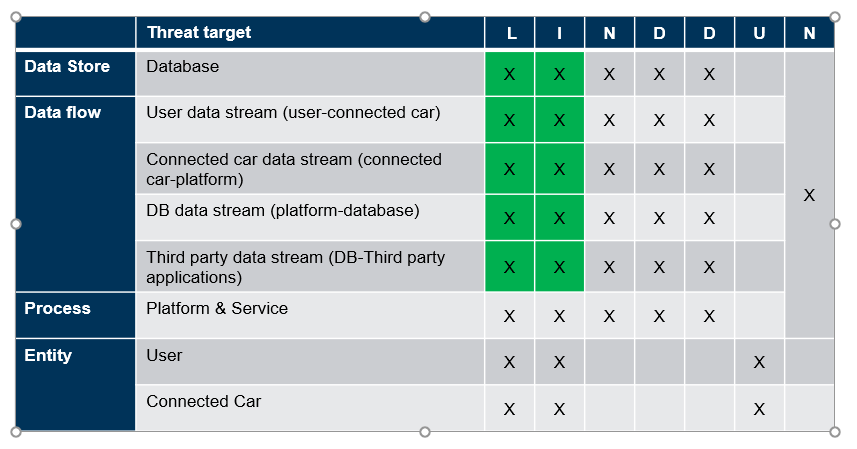 Threat target L I N D D U N
Data Store Database X X X X X
Data flow User data stream (user-connected car) X X X X X
Connected car data stream (connected
car-platform) X X X X X
X
DB data stream (platform-database) X X X X X
Third party data stream (DB-Third party
applications) X X X X X
Process Platform & Service X X X X X
Entity User X X X
Connected Car X X X